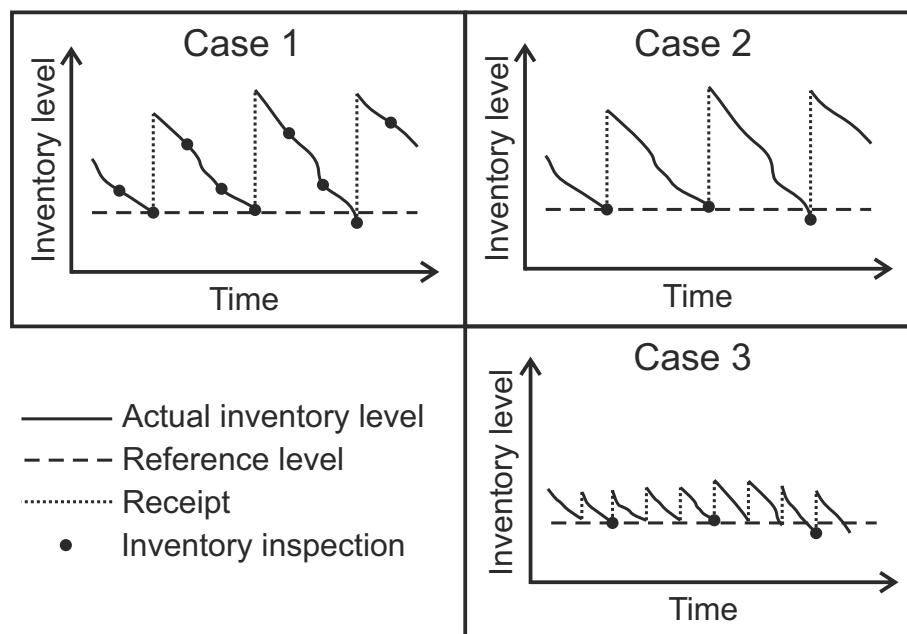 Case 1
Inventory level
Time
Case 2
Inventory level
Time
Actual inventory level
Reference level
Receipt
Inventory inspection
Case 3
Inventory level
Time